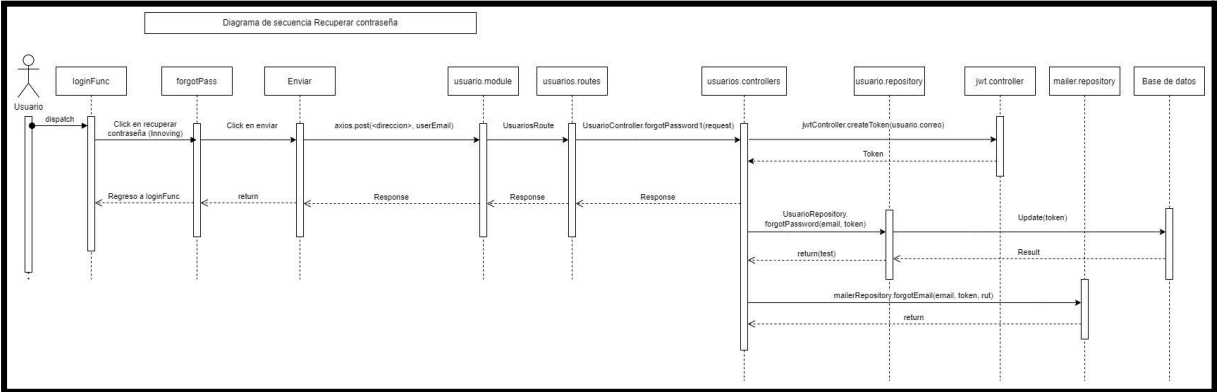 Diagrama de secuencia Recuperar contraseña
Usuario
loginFunc
forgotPass
Enviar
usuario.module
usuarios.routes
usuarios.controllers
usuario.repository
jwt.controller
mailer.repository
Base de datos
dispatch
Click en recuperar
contraseña (Innoving)
Click en enviar
axios.post(<direccion>, userEmail)
UsuariosRoute
UsuarioController.forgotPassword1(request)
jwtController.createToken(usuario.correo)
Token
Regreso a loginFunc
return
Response
Response
Response
UsuarioRepository.
forgotPassword(email, token)
Update(token)
return(test)
Result
mailerRepository.forgotEmail(email, token, rut)
return